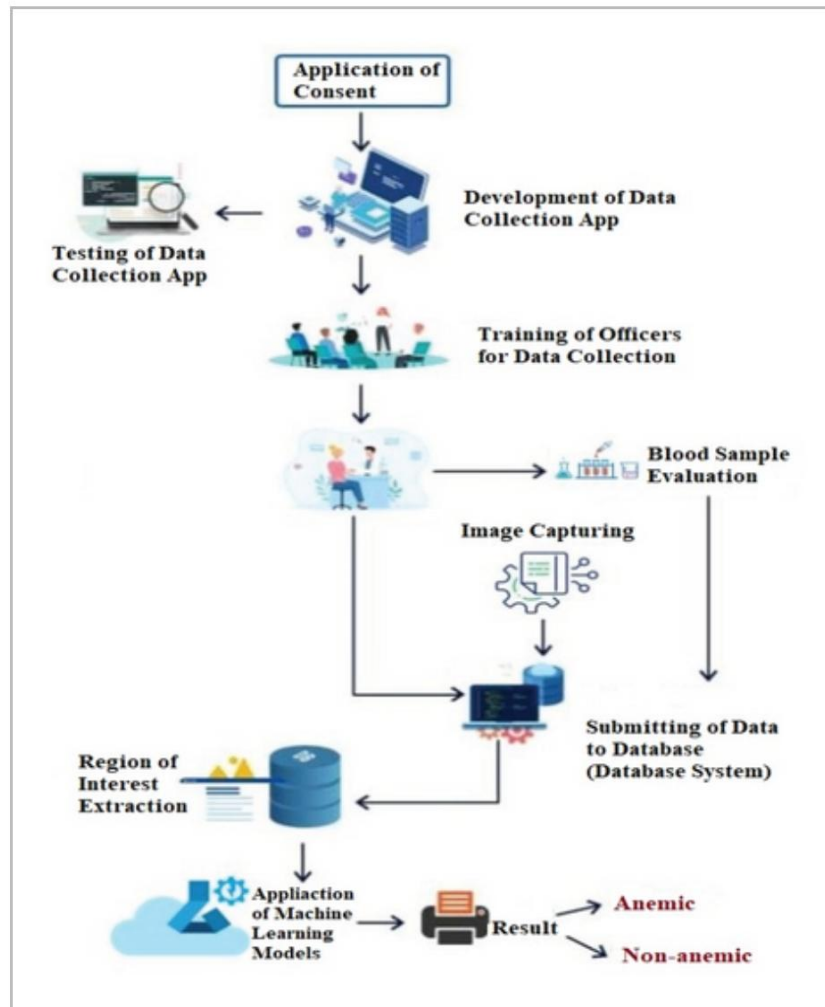 Application of
Consent
Development of Data
Collection App
Testing of Data
Collection App
Training of Officers
for Data Collection
Blood Sample
Evaluation
Image Capturing
Submitting of Data
to Database
(Database System)
Region of
Interest
Extraction
Appliaction
of Machine
Learning
Models
Result
Anemic
Non-anemic